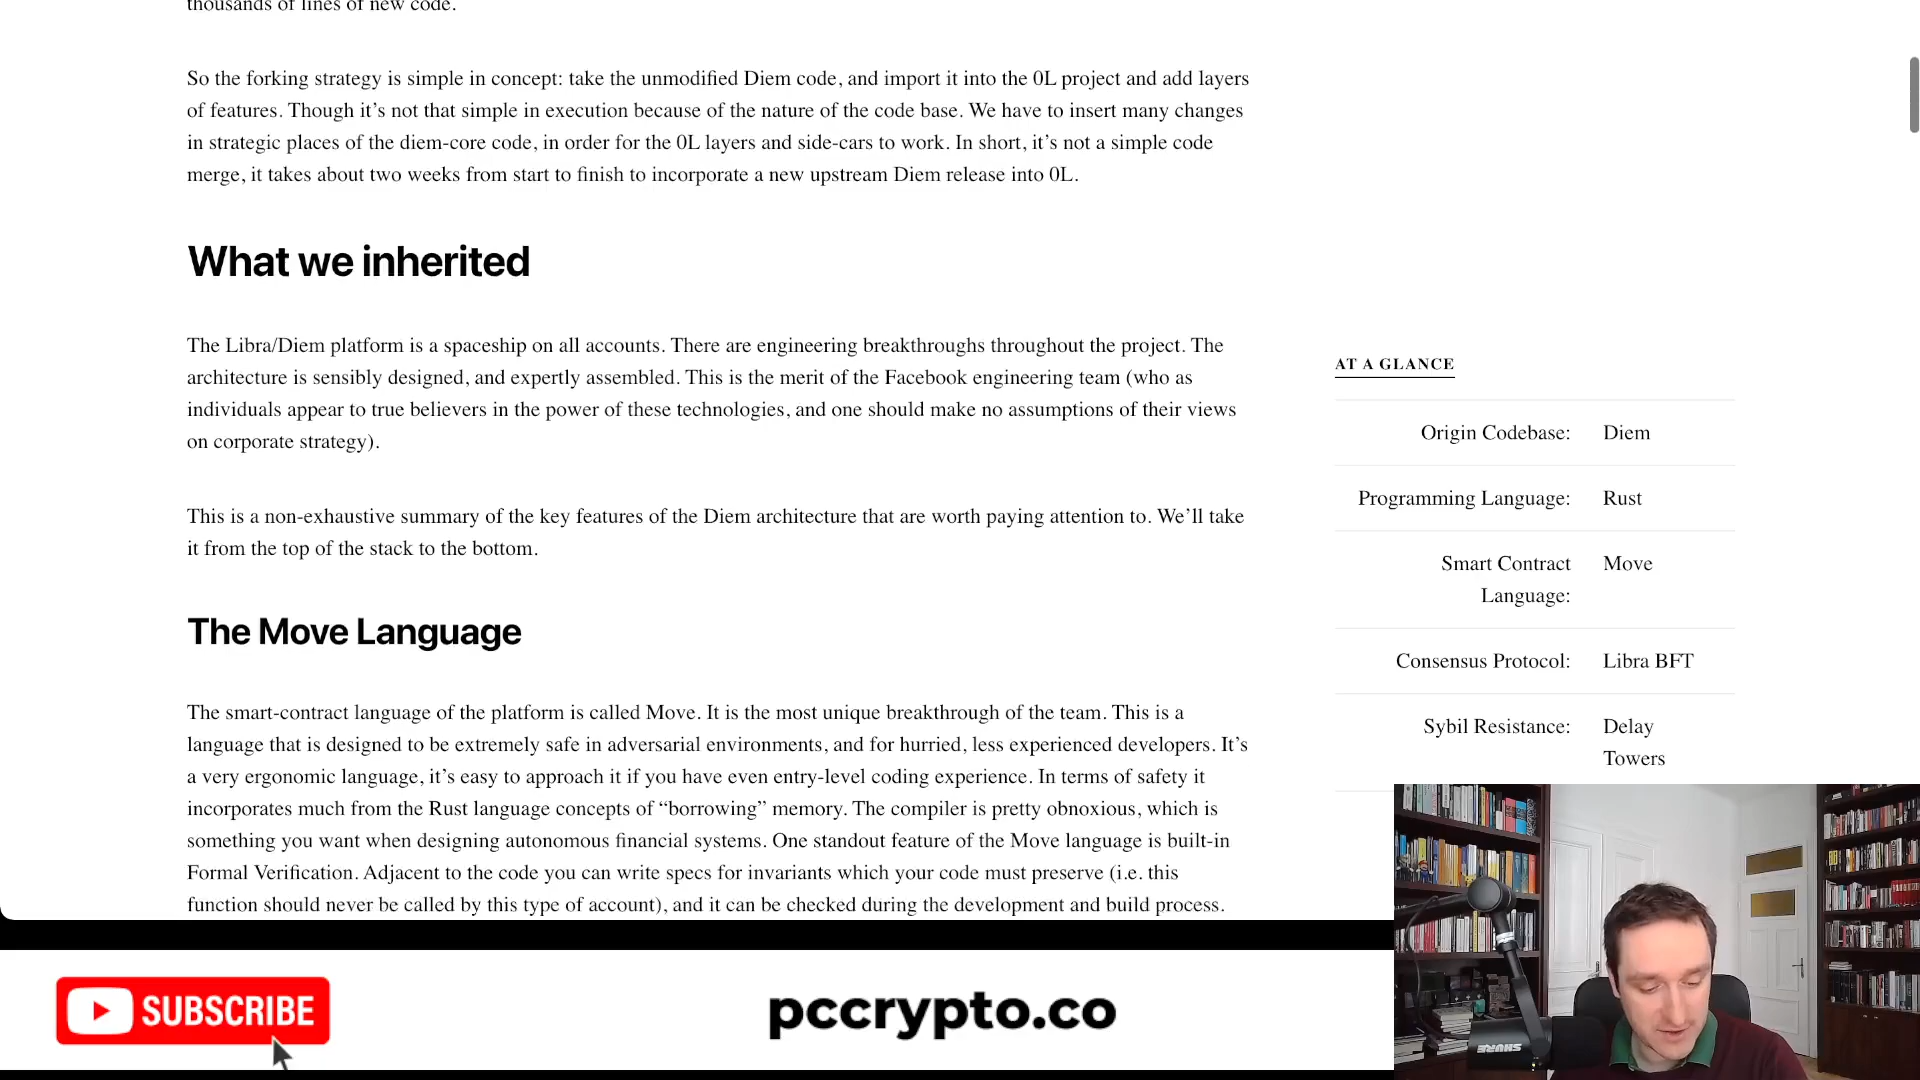 thousands of lines of new code.
So the forking strategy is simple in concept: take the unmodified Diem code, and import it into the 0L project and add layers
of features. Though it’s not that simple in execution because of the nature of the code base. We have to insert many changes
in strategic places of the diem-core code, in order for the 0L layers and side-cars to work. In short, it’s not a simple code
merge, it takes about two weeks from start to finish to incorporate a new upstream Diem release into 0L.
What we inherited
The Libra/Diem platform is a spaceship on all accounts. There are engineering breakthroughs throughout the project. The
architecture is sensibly designed, and expertly assembled. This is the merit of the Facebook engineering team (who as
individuals appear to true believers in the power of these technologies, and one should make no assumptions of their views
on corporate strategy).
This is a non-exhaustive summary of the key features of the Diem architecture that are worth paying attention to. We’ll take
it from the top of the stack to the bottom.
The Move Language
The smart-contract language of the platform is called Move. It is the most unique breakthrough of the team. This is a
language that is designed to be extremely safe in adversarial environments, and for hurried, less experienced developers. It’s
a very ergonomic language, it’s easy to approach it if you have even entry-level coding experience. In terms of safety it
incorporates much from the Rust language concepts of “borrowing” memory. The compiler is pretty obnoxious, which is
something you want when designing autonomous financial systems. One standout feature of the Move language is built-in
Formal Verification. Adjacent to the code you can write specs for invariants which your code must preserve (i.e. this
function should never be called by this type of account), and it can be checked during the development and build process.
AT A GLANCE
Origin Codebase: Diem
Programming Language: Rust
Smart Contract Move
Language:
Consensus Protocol: Libra BFT
Sybil Resistance: Delay
Towers
SUBSCRIBE
pccrypto.co
SHURE